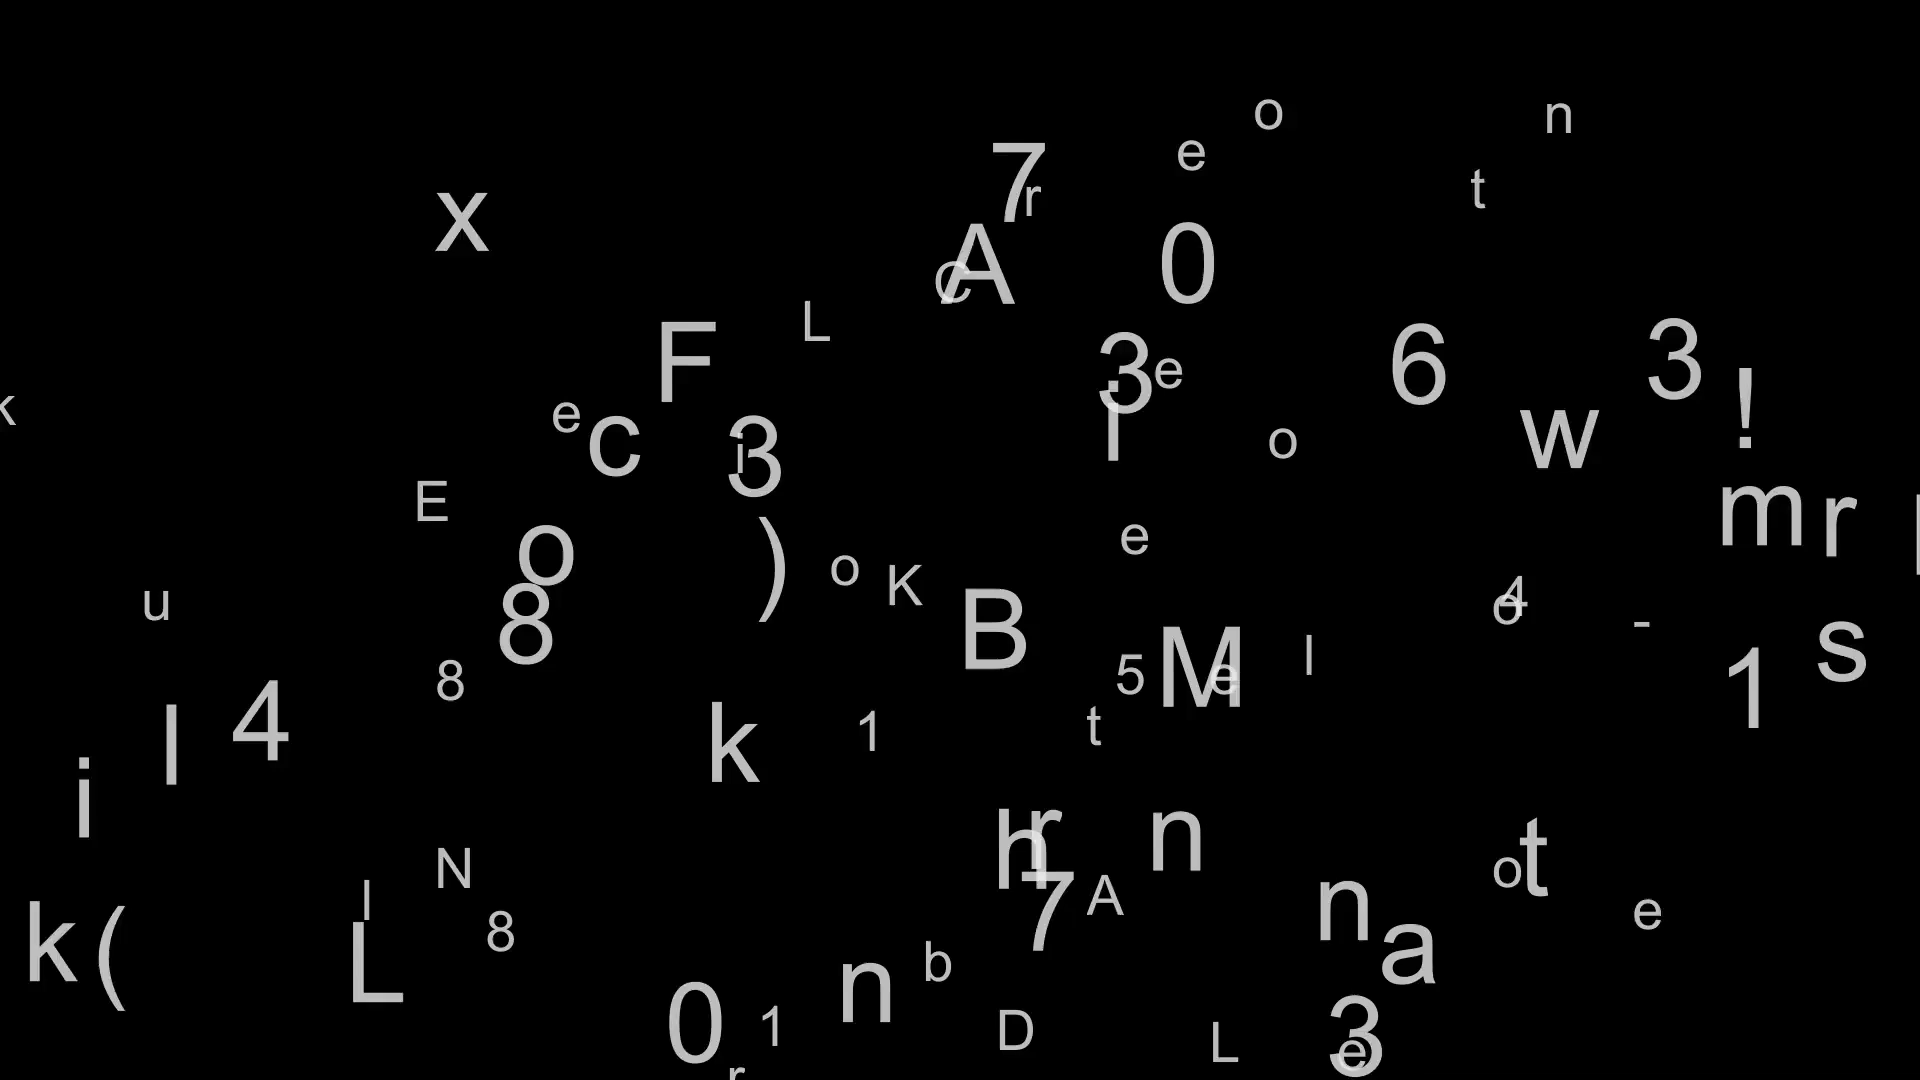 o n
7 e
r t
x
A 0
C
L
F 3 e 6 3
k e c 3 i i o w !
E m r
o ) o K e
u 8 B 4 o - s
8 5 M e l 1
l 4 k 1 t
i
h r n t
N 7 A o
l 8 n e
k ( L n b a
0 1 D L 3
r e